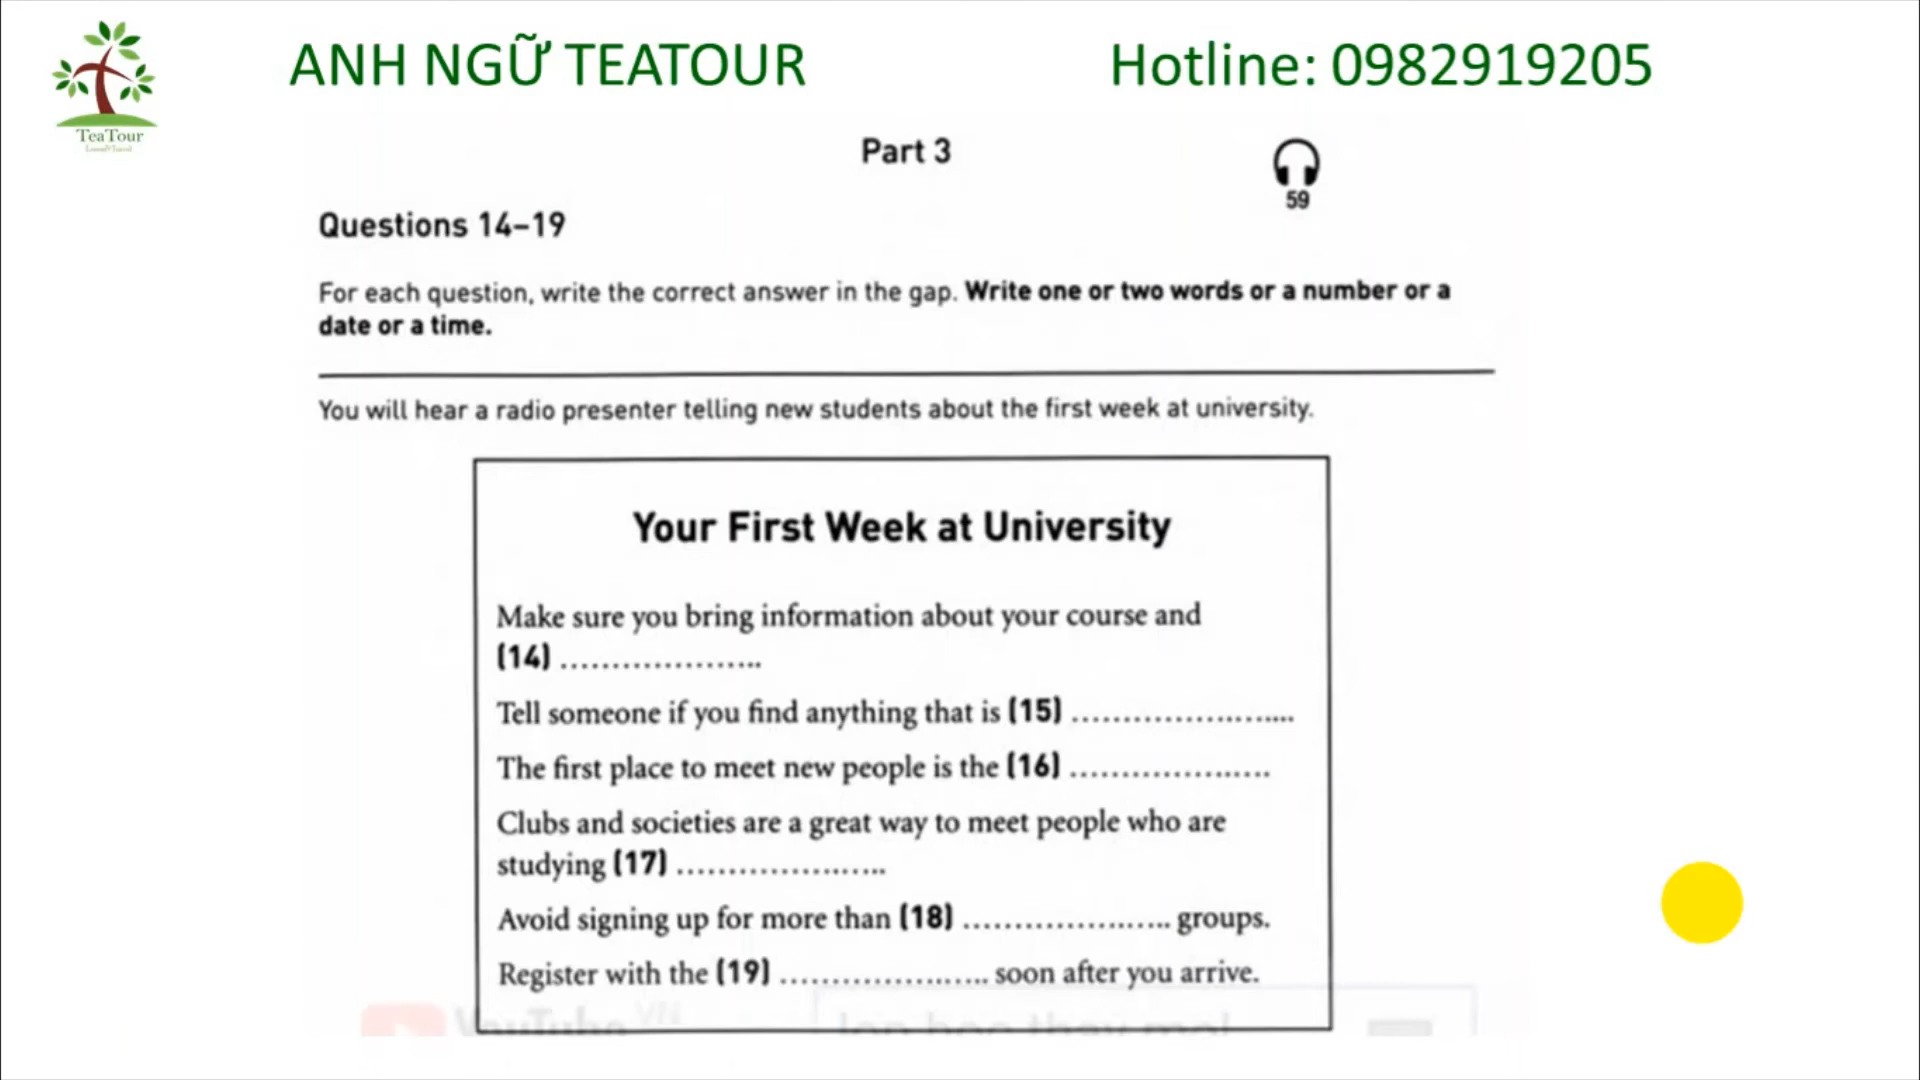 ANH NGỮ TEATOUR Hotline: 0982919205
TeaTour
Part 3
59
Questions 14–19
For each question, write the correct answer in the gap. Write one or two words or a number or a
date or a time.
You will hear a radio presenter telling new students about the first week at university.
Your First Week at University
Make sure you bring information about your course and
(14) ....................
Tell someone if you find anything that is (15) ......................
The first place to meet new people is the (16) ....................
Clubs and societies are a great way to meet people who are
studying (17) ....................
Avoid signing up for more than (18) .................... groups.
Register with the (19) .................... soon after you arrive.
YouTube VN